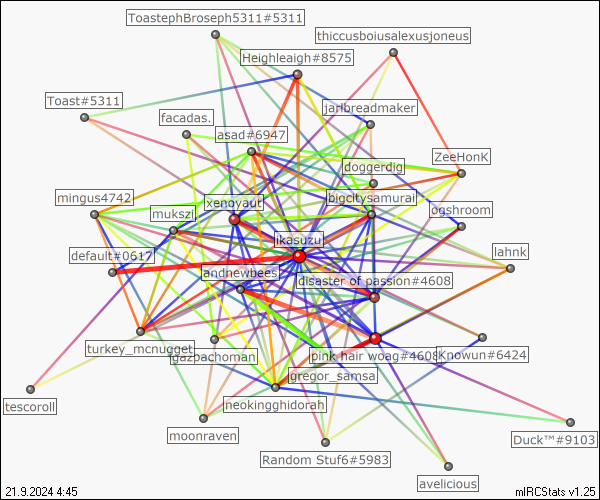 ToastephBroseph5311#5311
thiccusboiusalexusjoneus
Heighleaigh#8575
Toast#5311
jarlbreadmaker
facadas.
asad#6947
ZeeHonK
doggerdig
mingus4742
xenoyaut
bigcitysamurai
mukszi
ogshroom
ikasuzu
default#0617
lahnk
landnewbees
disaster of passion#4608
turkey_mcnugget
gazpachoman
pink hair woag#4608
Knowun#6424
gregor_samsa
tescoroll
neokingghidorah
moonraven
Duck™#9103
Random Stuf6#5983
avelicious
21.9.2024 4:45
mIRCStats v1.25